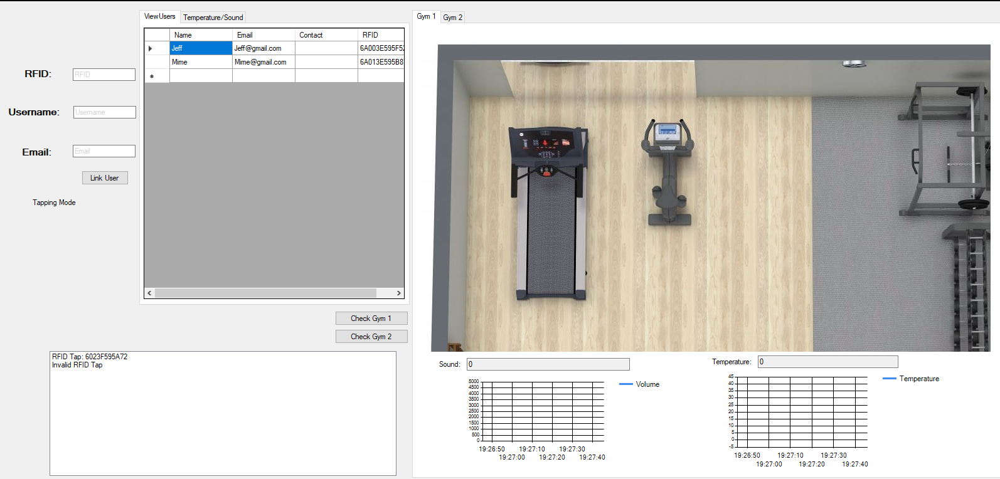 ViewUsers
Temperature/Sound
Gym 1
Gym 2
Name Email Contact RFID
Jeff Jeff@gmail.com 6A003E595F52
Mime Mime@gmail.com 6A013E595B8
RFID: RFID
Username: Username
Email: Email
Link User
Tapping Mode
Check Gym 1
Check Gym 2
RFID Tap: 6023F595A72
Invalid RFID Tap
Sound: 0
Temperature: 0
5000
4500
4000
3500
3000
2500
2000
1500
1000
500
0
19:26:50 19:27:10 19:27:30
19:27:00 19:27:20 19:27:40
Volume
45
40
35
30
25
20
15
10
5
0
-5
19:26:50 19:27:10 19:27:30
19:27:00 19:27:20 19:27:40
Temperature